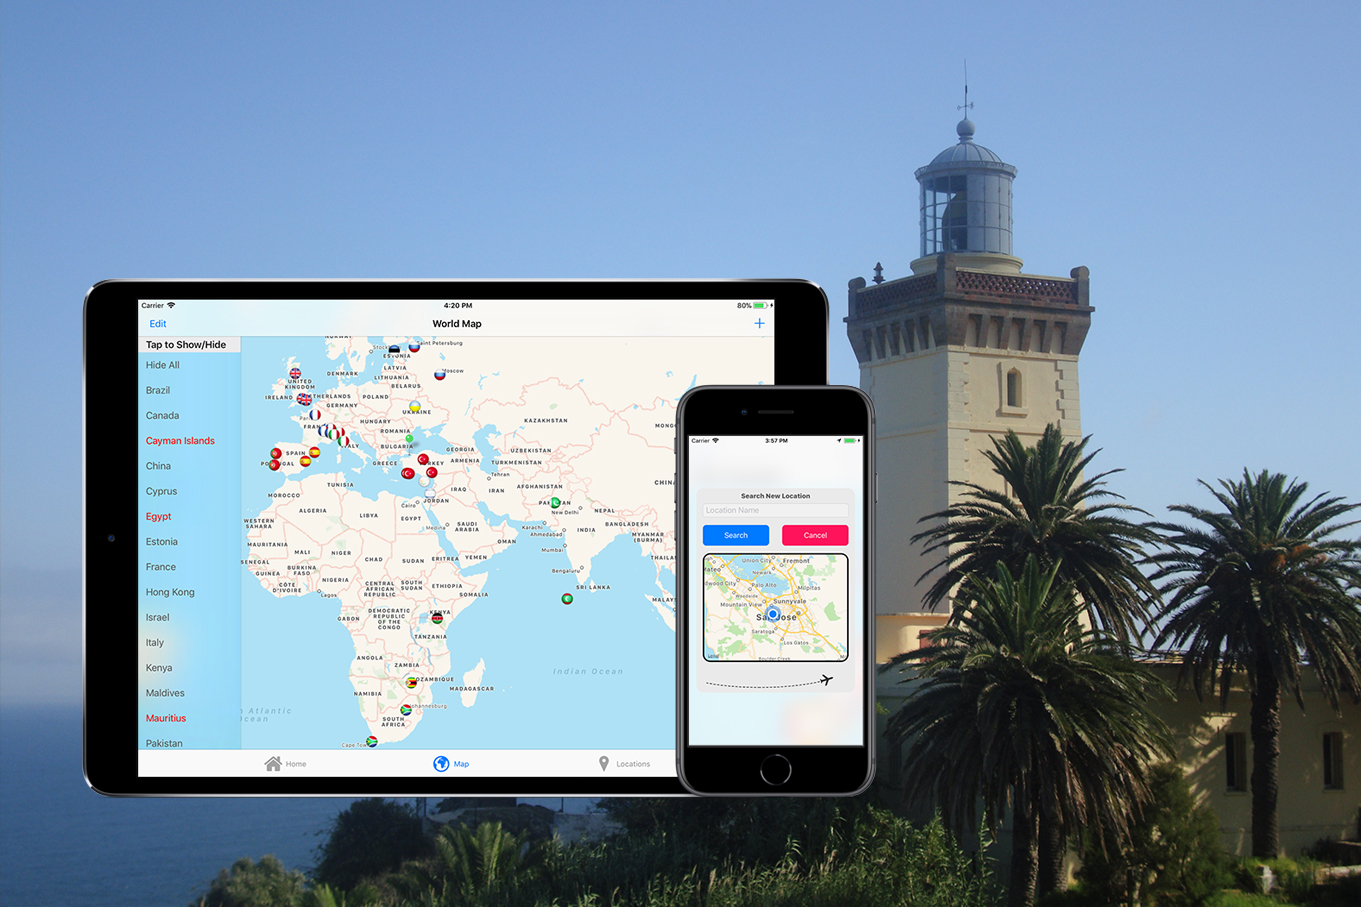 Carrier
4:20 PM
80%
Edit
World Map
+
Tap to Show/Hide
Hide All
Brazil
Canada
Cayman Islands
China
Cyprus
Egypt
Estonia
France
Hong Kong
Israel
Italy
Kenya
Maldives
Mauritius
Pakistan
Saint Petersburg
ESTONIA
LATVIA
Moscow
DENMARK
LITHUANIA
BELARUS
UNITED
KINGDOM
IRELAND
POLAND
GERMANY
UKRAINE
KAZAKHSTAN
HUNGARY
ROMANIA
ITALY
BULGARIA
SPAIN
PORTUGAL
GREECE
TURKEY
GEORGIA
ARMENIA
UZBEKISTAN
TURKMENISTAN
Tehran
TUNISIA
MOROCCO
IRAQ
IRAN
AFGHANISTAN
CHINA
JORDAN
Cairo
ALGERIA
LIBYA
EGYPT
PAKISTAN
New Delhi
NEPAL
WESTERN
SAHARA
Medina
SAUDI
ARABIA
Karachi
Ahmedabad
INDIA
BANGLADESH
MYANMAR
(BURMA)
OMAN
Mumbai
MAURITANIA
MALI
NIGER
CHAD
SUDAN
ERITREA
YEMEN
SENEGAL
GUINEA
BURKINA
FASO
NIGERIA
Bengaluru
CÔTE
D'IVOIRE
Lagos
CENTRAL
AFRICAN
REPUBLIC
SOUTH
SUDAN
ETHIOPIA
SOMALIA
SRI LANKA
GABON
DEMOCRATIC
REPUBLIC
OF THE
CONGO
KENYA
TANZANIA
ANGOLA
ZAMBIA
MOZAMBIQUE
MADAGASCAR
NAMIBIA
Indian Ocean
Johannesburg
SOUTH
AFRICA
Cape Town
Home
Map
Locations
Carrier
3:57 PM
Search New Location
Location Name
Search
Cancel
Union City
Fremont
Newark
Palo Alto
Milpitas
Woodside
Mountain View
Sunnyvale
San Jose
Saratoga
Los Gatos
Boulder Creek